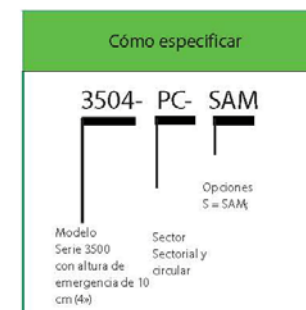 Cómo especificar
3504- PC- SAM
Opciones
S = SAM;
Modelo
Serie 3500
con altura de
emergencia de 10
cm (4»)
Sector
Sectorial y
circular